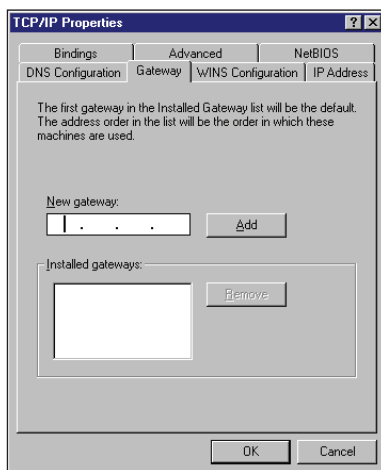 TCP/IP Properties
Bindings Advanced NetBIOS
DNS Configuration Gateway WINS Configuration IP Address
The first gateway in the Installed Gateway list will be the default.
The address order in the list will be the order in which these
machines are used.
New gateway:
. . .
Add
Installed gateways:
Remove
OK Cancel